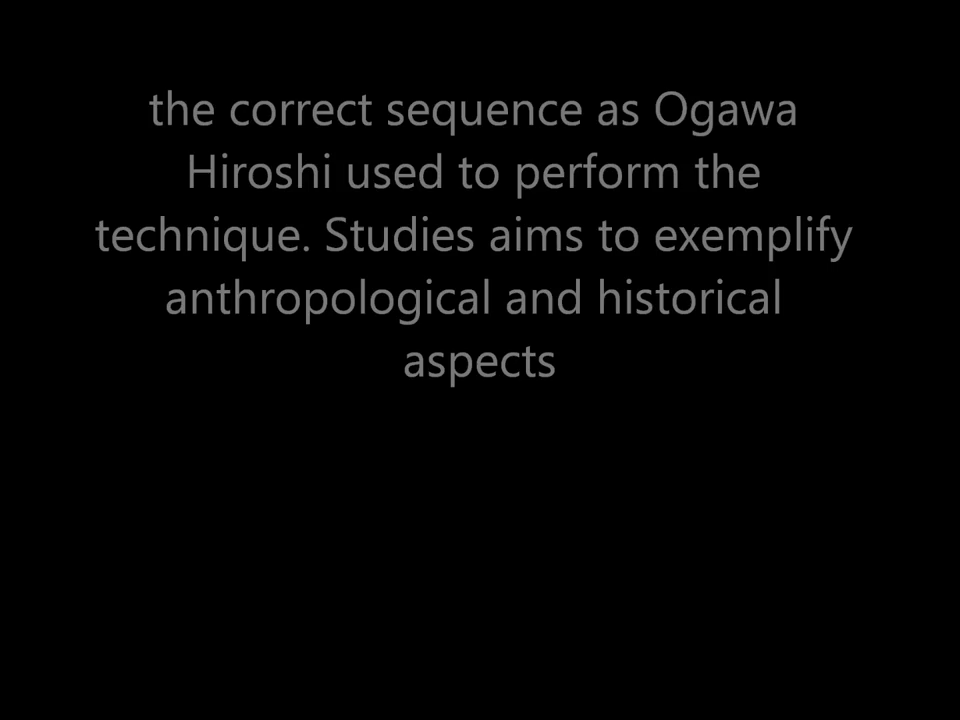 the correct sequence as Ogawa
Hiroshi used to perform the
technique. Studies aims to exemplify
anthropological and historical
aspects